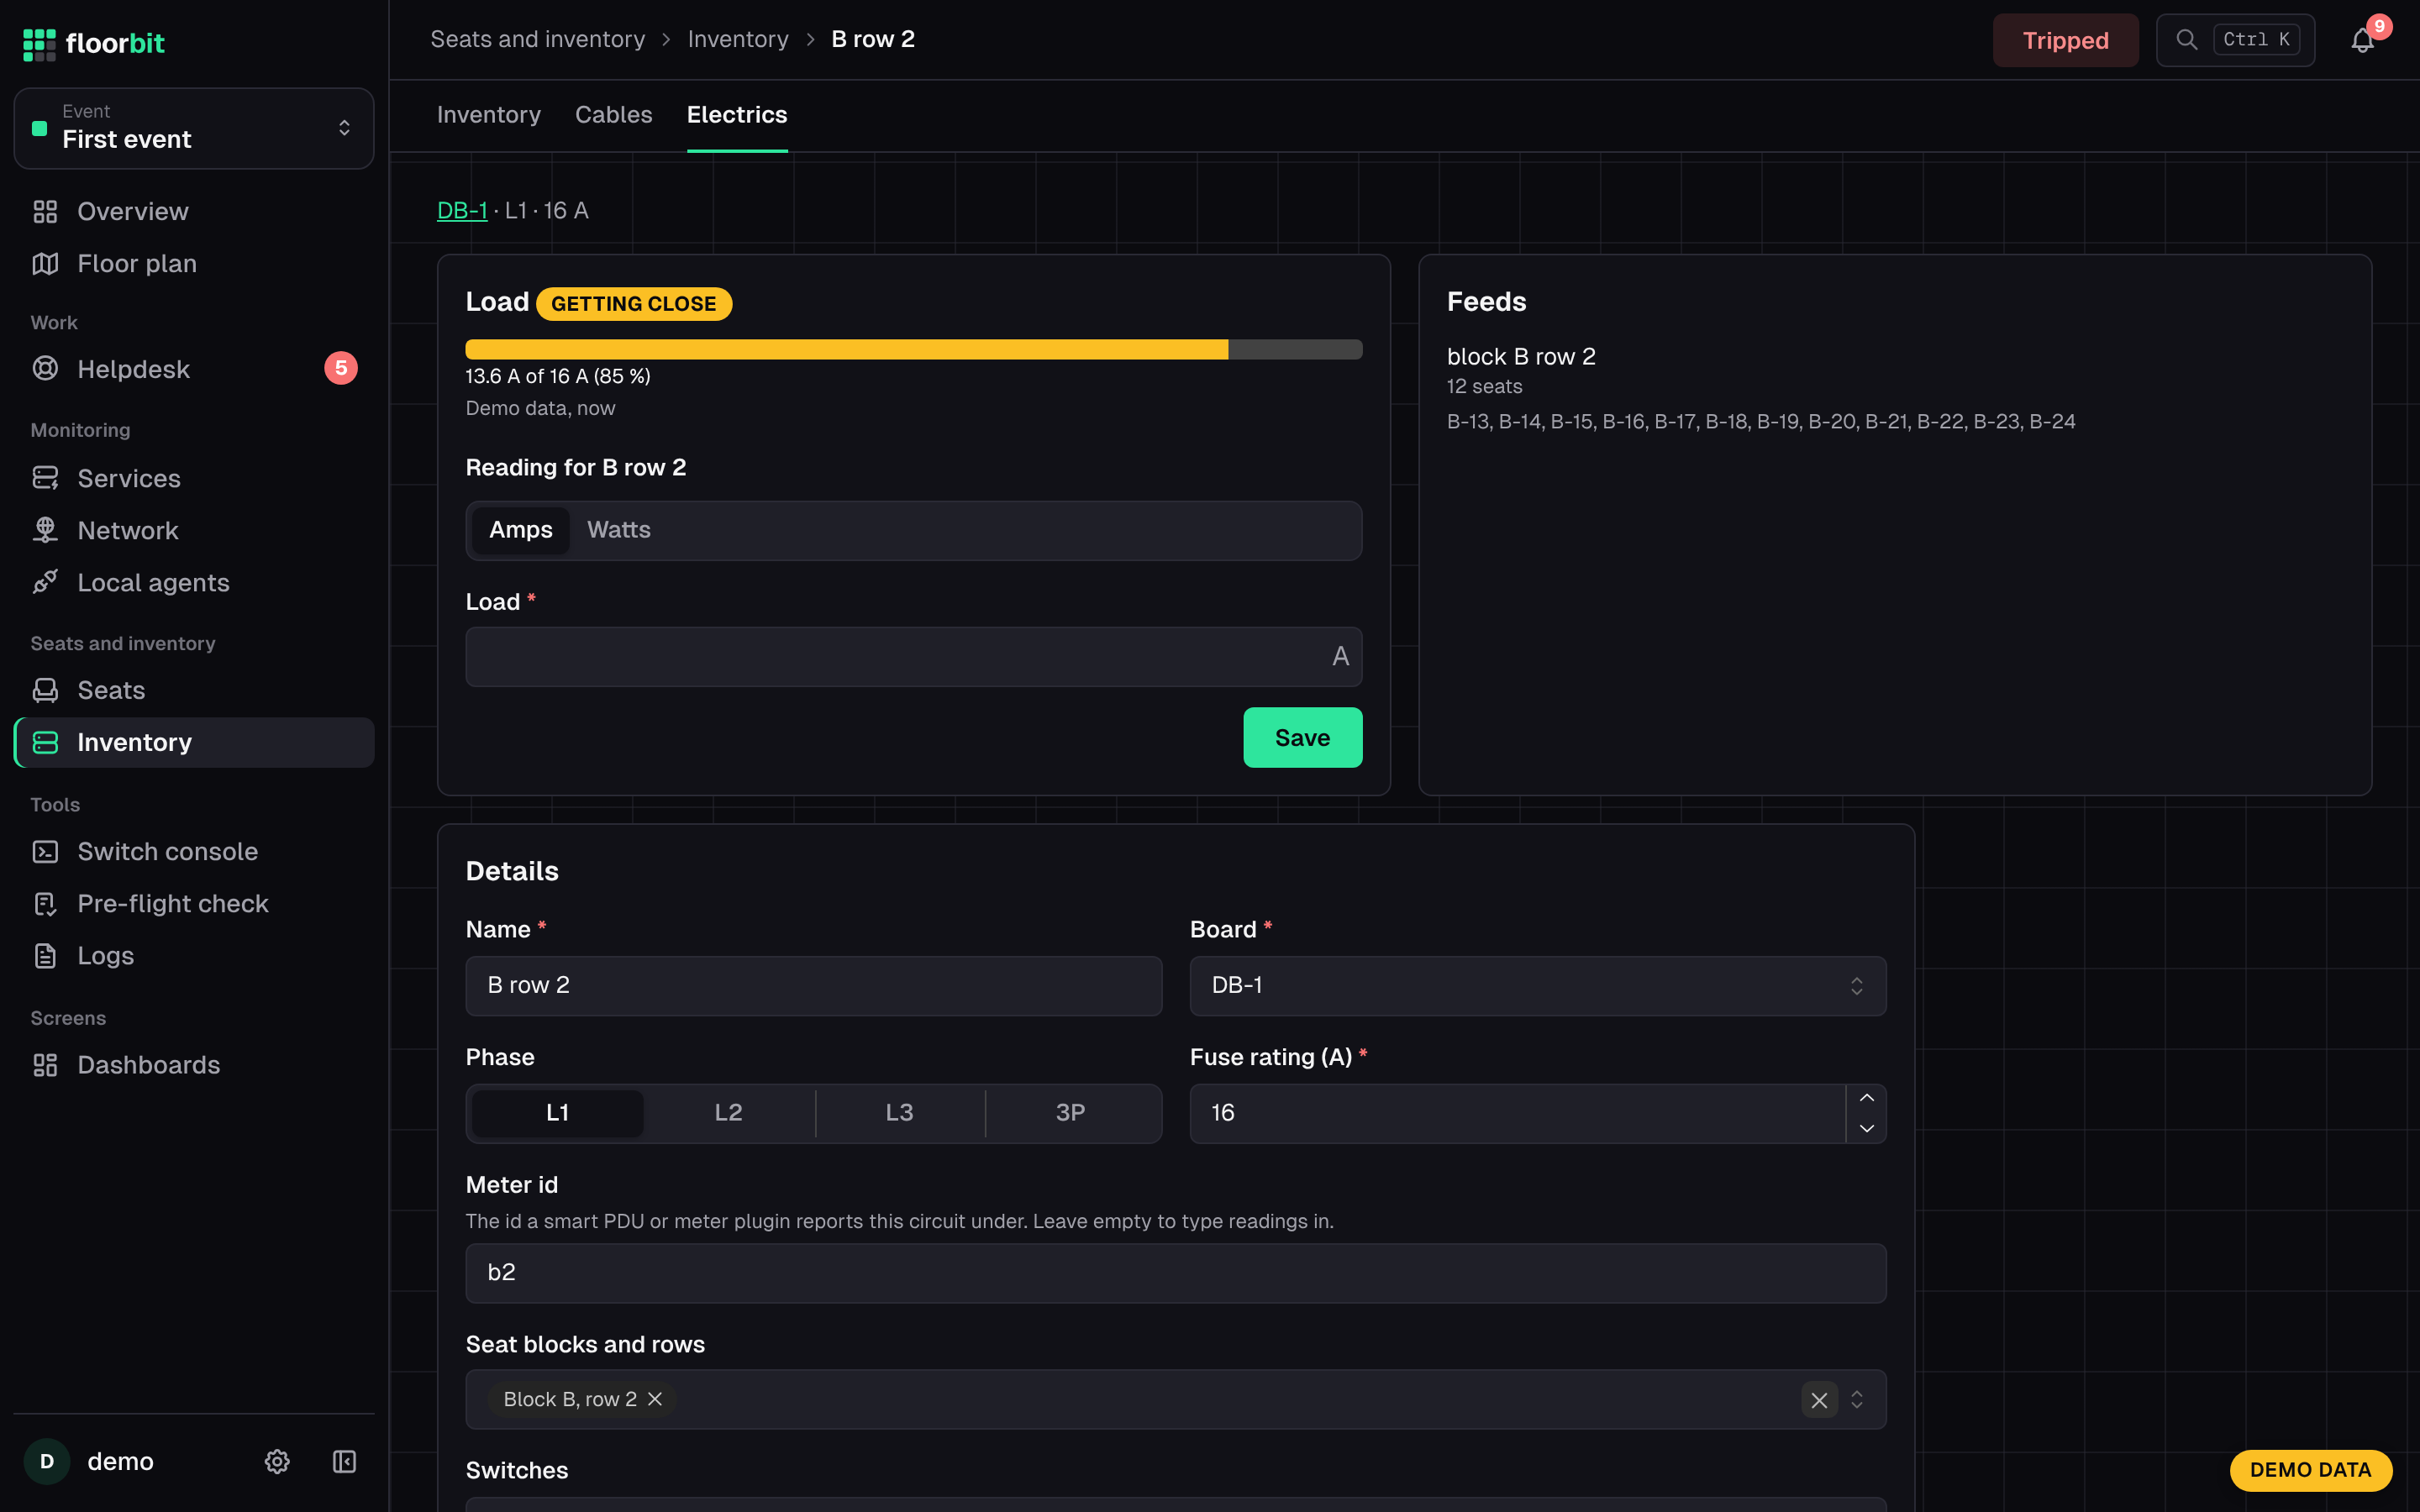 floorbit
Event
First event
Overview
Floor plan
Work
Helpdesk 5
Monitoring
Services
Network
Local agents
Seats and inventory
Seats
Inventory
Tools
Switch console
Pre-flight check
Logs
Screens
Dashboards
D demo
Seats and inventory > Inventory > B row 2
Tripped
Ctrl K
9
Inventory Cables Electrics
DB-1 · L1 · 16 A
Load GETTING CLOSE
13.6 A of 16 A (85 %)
Demo data, now
Reading for B row 2
Amps Watts
Load *
A
Save
Feeds
block B row 2
12 seats
B-13, B-14, B-15, B-16, B-17, B-18, B-19, B-20, B-21, B-22, B-23, B-24
Details
Name * Board *
B row 2 DB-1
Phase Fuse rating (A) *
L1 L2 L3 3P 16
Meter id
The id a smart PDU or meter plugin reports this circuit under. Leave empty to type readings in.
b2
Seat blocks and rows
Block B, row 2
Switches
DEMO DATA